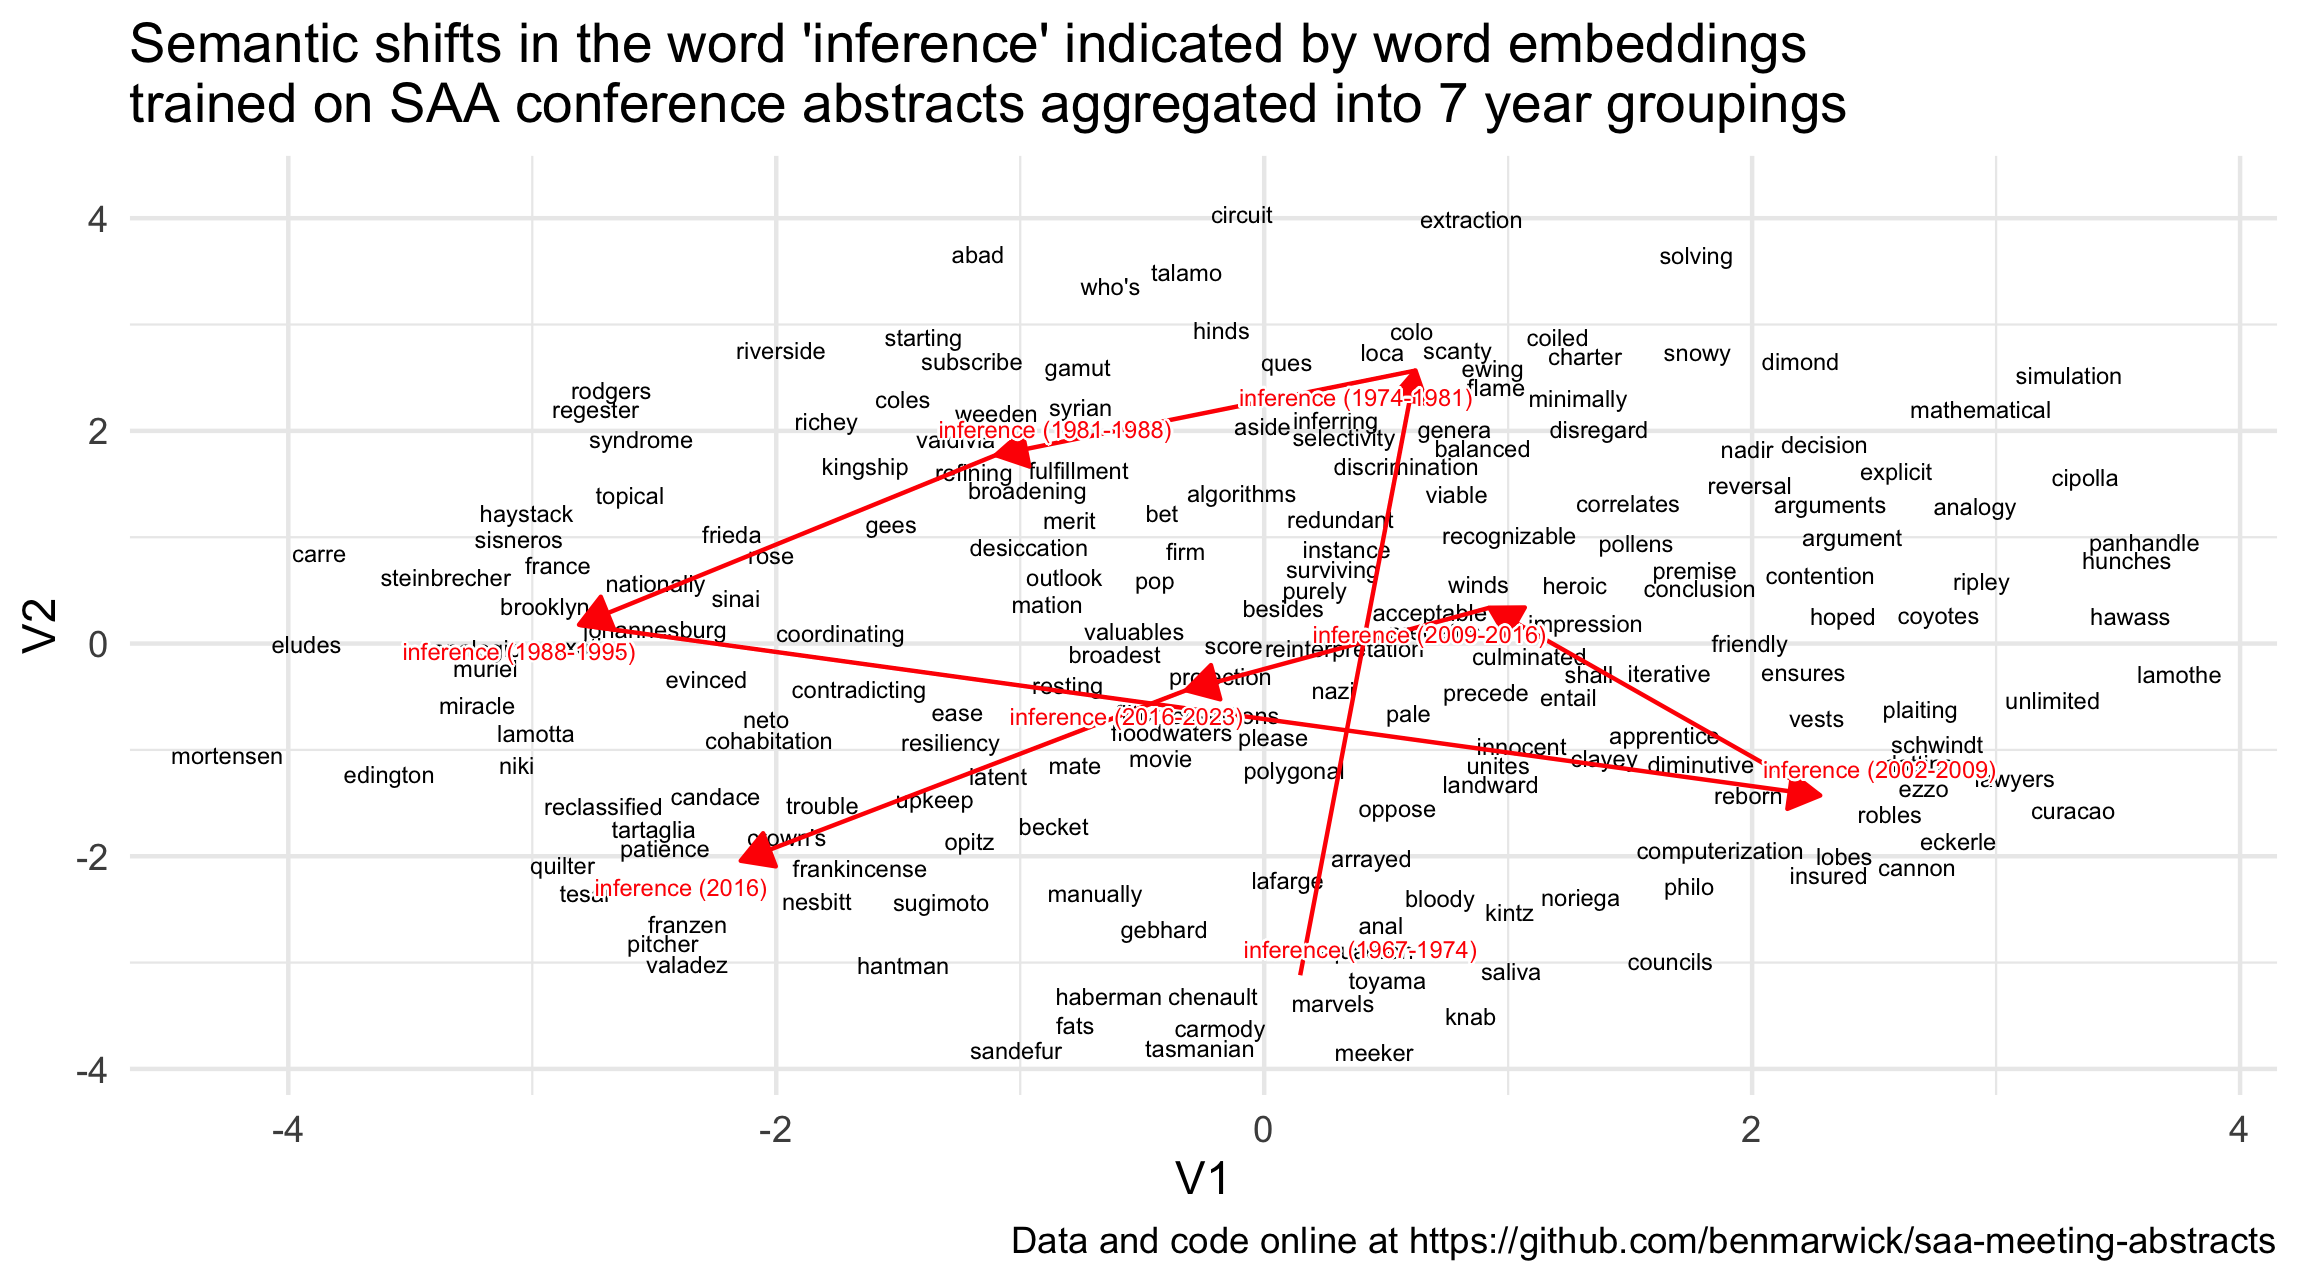 Semantic shifts in the word 'inference' indicated by word embeddings
trained on SAA conference abstracts aggregated into 7 year groupings
4
circuit
extraction
abad
solving
talamo
who's
hinds
colo
starting
coiled
riverside
scanty
loca
charter
snowy
subscribe
ques
dimond
gamut
ewing
simulation
rodgers
flame
inference (1974-1981)
coles
minimally
regester
weeden
syrian
mathematical
richey
inferring
2
inference (1981-1988)
aside
genera
disregard
syndrome
valdivia
selectivity
balanced
nadir
decision
kingship
refining
fulfillment
discrimination
explicit
cipolla
topical
broadening
algorithms
viable
reversal
haystack
merit
bet
correlates
arguments
analogy
gees
redundant
sisneros
frieda
recognizable
argument
panhandle
carre
rose
desiccation
firm
instance
pollens
hunches
france
steinbrecher
nationally
outlook
pop
surviving
winds
heroic
premise
contention
ripley
purely
conclusion
brooklyn
sinai
mation
besides
acceptable
hoped
coyotes
hawass
V2
johannesburg
coordinating
valuables
inference (2009-2016)
impression
0
eludes
inference (1988-1995)
broadest
score
reinterpretation
culminated
friendly
muriel
evinced
contradicting
resting
projection
nazi
precede
shall
iterative
entail
ensures
lamothe
miracle
neto
ease
inference (2016-2023)
pale
vests
plaiting
unlimited
lamotta
cohabitation
resiliency
floodwaters
please
innocent
apprentice
schwindt
mortensen
edington
niki
latent
mate
movie
polygonal
unites
clayey
diminutive
inference (2002-2009)
lawyers
landward
ezzo
reclassified
candace
trouble
upkeep
oppose
reborn
robles
curacao
tartaglia
crown's
becket
patience
opitz
-2
quilter
frankincense
arrayed
computerization
lobes
eckerle
cannon
inference (2016)
lafarge
insured
nesbitt
sugimoto
manually
bloody
noriega
philo
franzen
gebhard
anal
kintz
pitcher
inference (1967-1974)
valadez
hantman
toyama
saliva
councils
haberman
chenault
marvels
fats
carmody
knab
sandefur
tasmanian
meeker
-4
-4
-2
0
2
4
V1
Data and code online at https://github.com/benmarwick/saa-meeting-abstracts